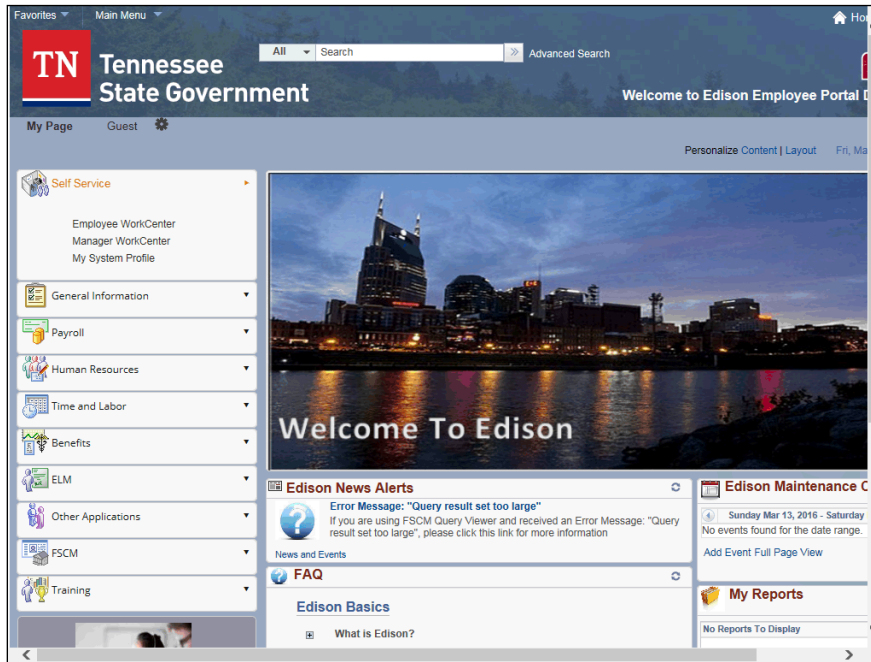 Favorites Main Menu
Home
TN Tennessee
State Government
All Search Advanced Search
Welcome to Edison Employee Portal
My Page Guest
Personalize Content | Layout Fri,
Self Service
Employee WorkCenter
Manager WorkCenter
My System Profile
General Information
Payroll
Human Resources
Time and Labor
Benefits
ELM
Other Applications
FSCM
Training
Welcome To Edison
Edison News Alerts
Error Message: "Query result set too large"
If you are using FSCM Query Viewer and received an Error Message: "Query
result set too large", please click this link for more information
News and Events
FAQ
Edison Basics
What is Edison?
Edison Maintenance
Sunday Mar 13, 2016 - Saturday
No events found for the date range.
Add Event Full Page View
My Reports
No Reports To Display